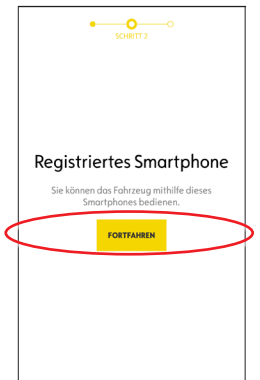 SCHRITT 2
Registriertes Smartphone
Sie können das Fahrzeug mithilfe dieses
Smartphones bedienen.
FORTFAHREN